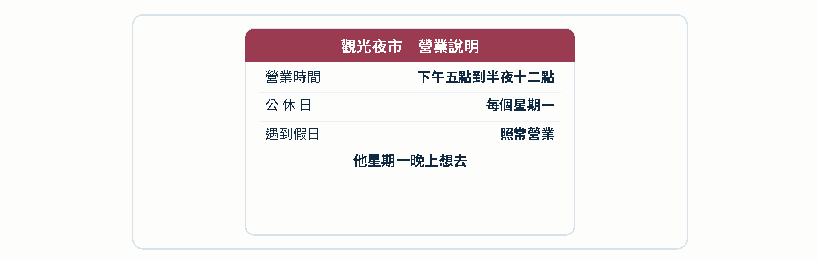 觀光夜市　營業說明
營業時間　下午五點到半夜十二點
公休日　每個星期一
遇到假日　照常營業
他星期一晚上想去